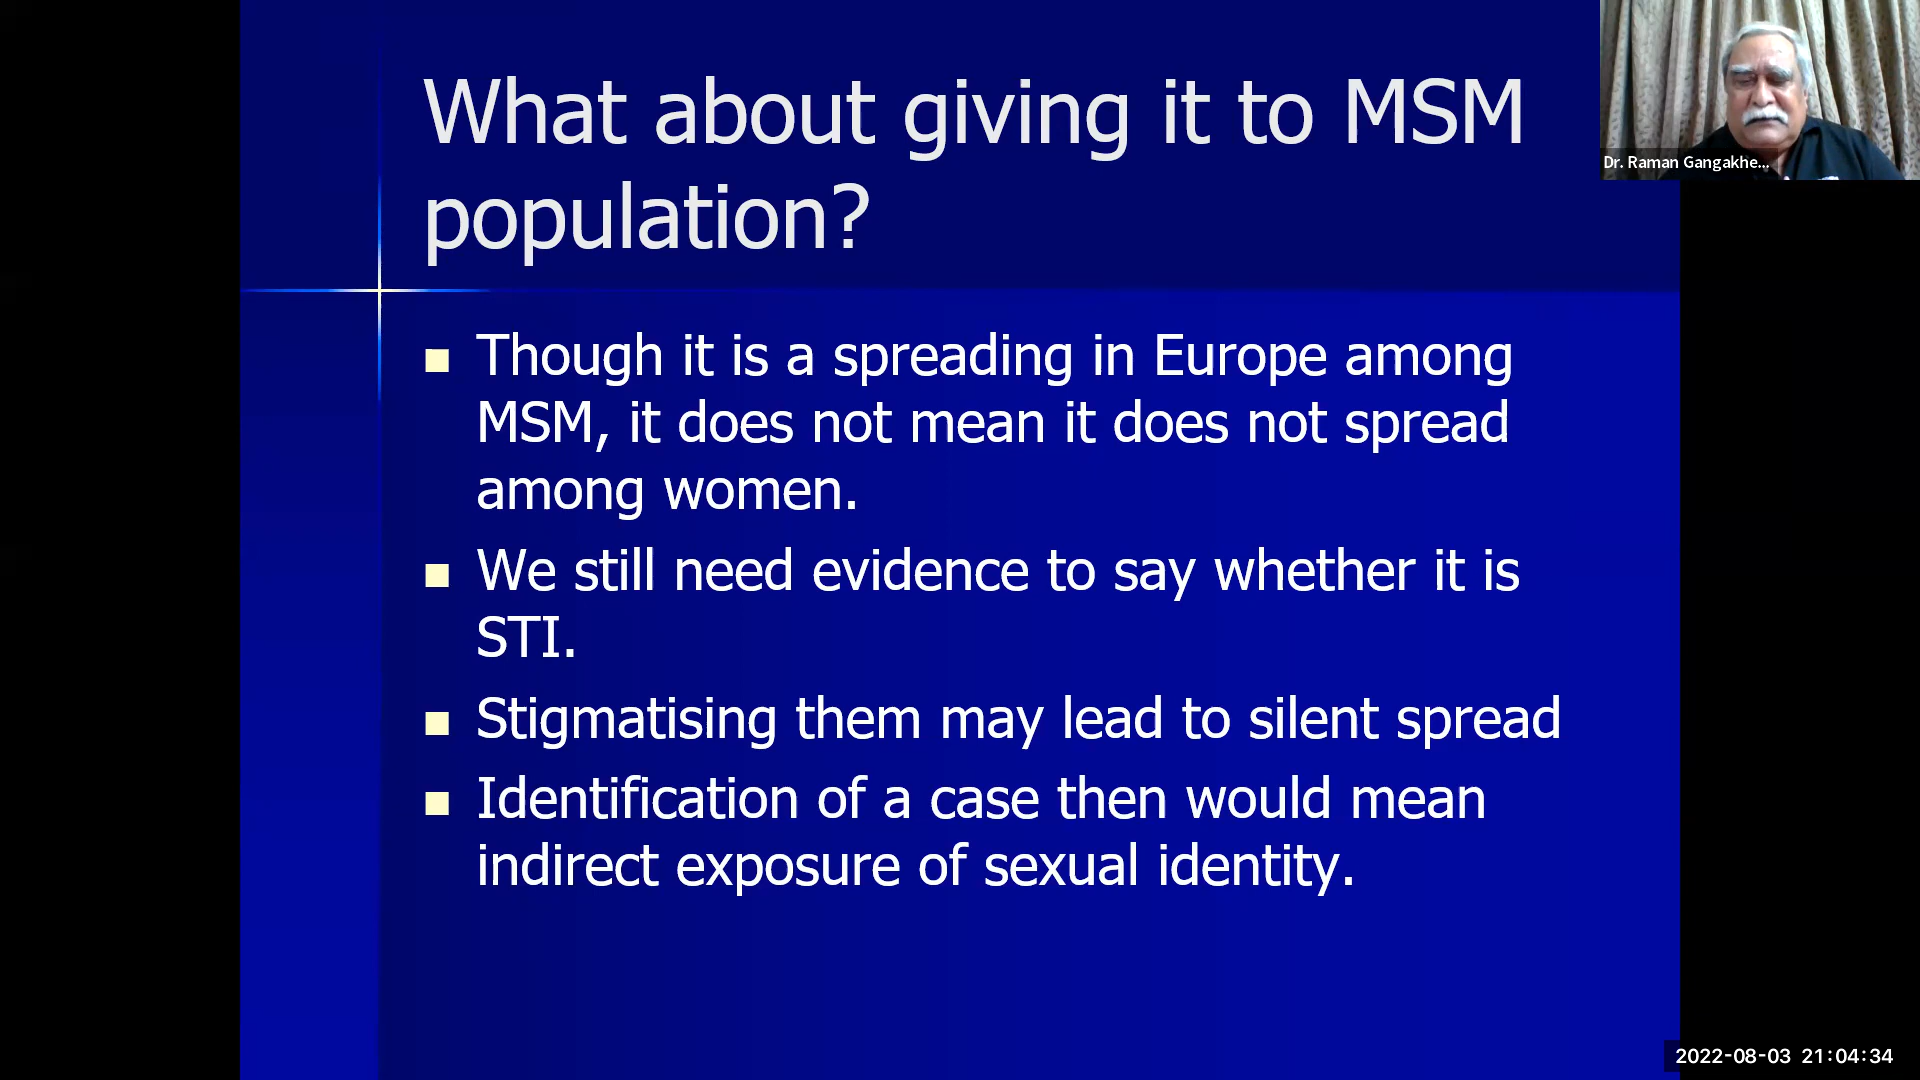 What about giving it to MSM
population?
Though it is a spreading in Europe among
MSM, it does not mean it does not spread
among women.
We still need evidence to say whether it is
STI.
Stigmatising them may lead to silent spread
Identification of a case then would mean
indirect exposure of sexual identity.
Dr. Raman Gangakhe...
2022-08-03 21:04:34